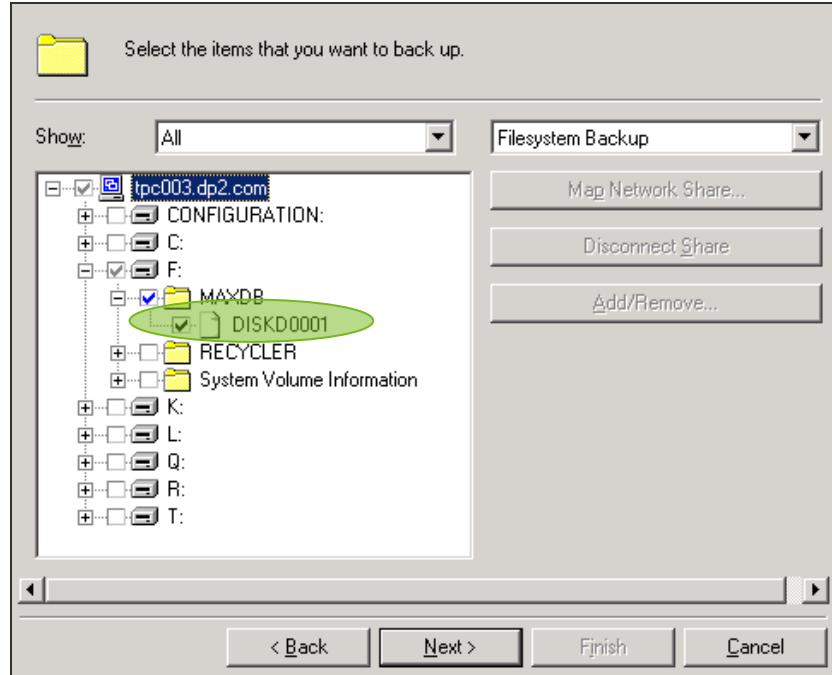 Select the items that you want to back up.
Show: All Filesystem Backup
tpc003.dp2.com Map Network Share...
CONFIGURATION:
C: Disconnect Share
F:
MAXDB Add/Remove...
DISKD0001
RECYCLER
System Volume Information
K:
L:
Q:
R:
T:
< Back Next > Finish Cancel